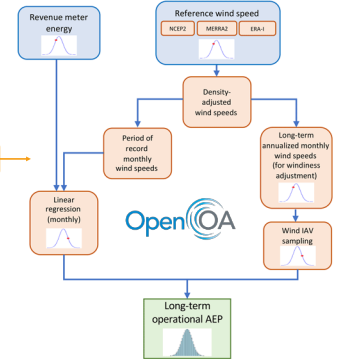 Revenue meter
energy
Reference wind speed
NCEP2
MERRA2
ERA-I
Density-
adjusted
wind speeds
Period of
record
monthly
wind speeds
Long-term
annualized monthly
wind speeds
(for windiness
adjustment)
Linear
regression
(monthly)
OpenOA
Wind IAV
sampling
Long-term
operational AEP